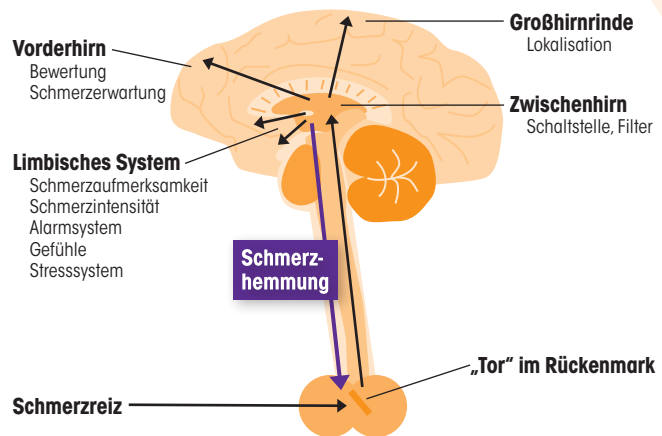 Vorderhirn
Bewertung
Schmerzerwartung
Großhirnrinde
Lokalisation
Zwischenhirn
Schaltstelle, Filter
Limbisches System
Schmerzaufmerksamkeit
Schmerzintensität
Alarmsystem
Gefühle
Stresssystem
Schmerz-
hemmung
„Tor“ im Rückenmark
Schmerzreiz